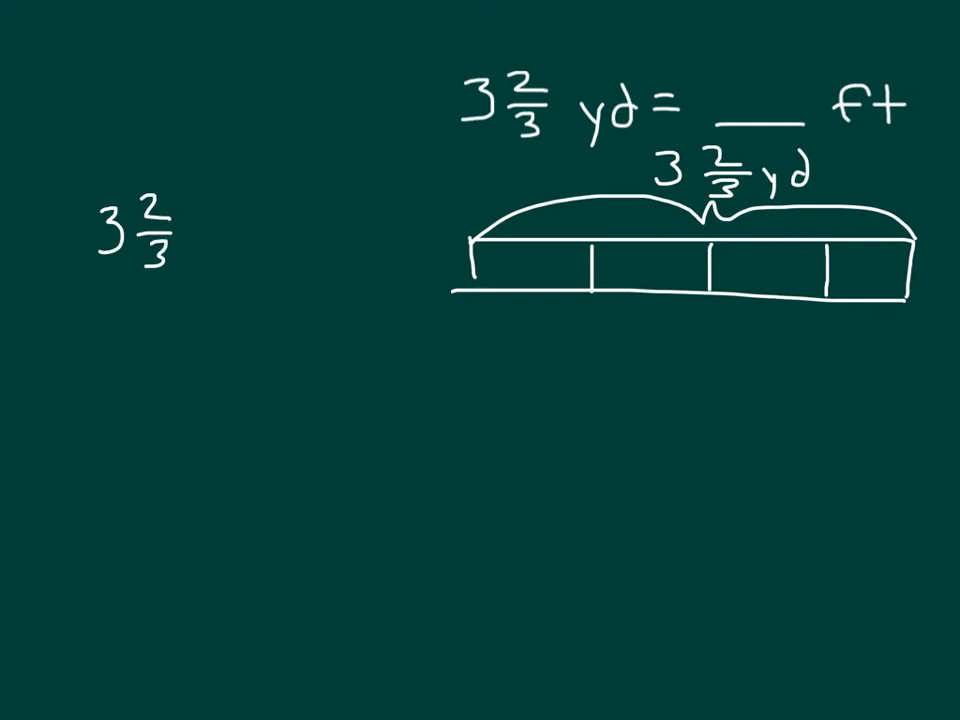 3 2/3 yd = ___ ft
3 2/3 yd
3 2/3